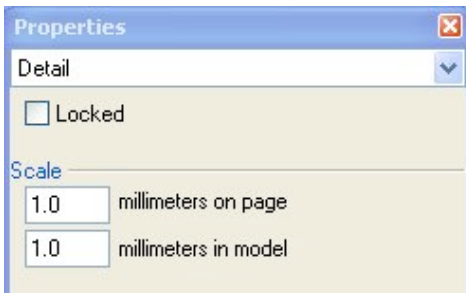 Properties
Detail
Locked
Scale
1.0 millimeters on page
1.0 millimeters in model